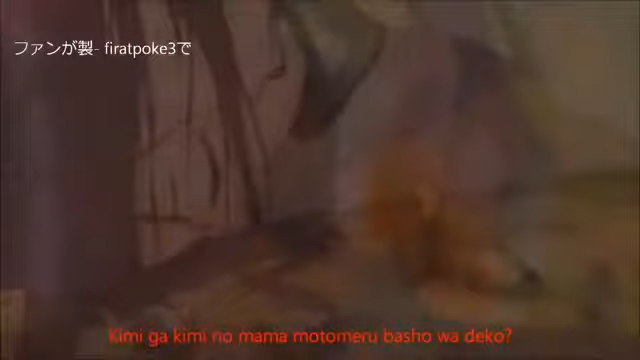 ファンが製- firatpoke3で
Kimi ga kimi no mama motomeru basho wa deko?